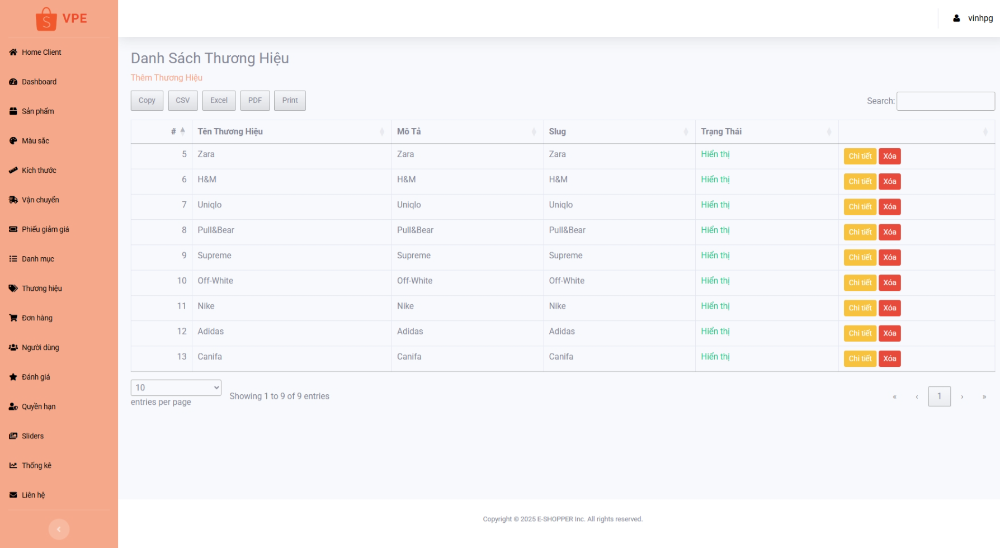 VPE
vinhpg
Home Client
Dashboard
Sản phẩm
Màu sắc
Kích thước
Vận chuyển
Phiếu giảm giá
Danh mục
Thương hiệu
Đơn hàng
Người dùng
Đánh giá
Quyền hạn
Sliders
Thống kê
Liên hệ
Danh Sách Thương Hiệu
Thêm Thương Hiệu
Copy CSV Excel PDF Print Search:
# Tên Thương Hiệu Mô Tả Slug Trạng Thái
5 Zara Zara Zara Hiển thị Chi tiết Xóa
6 H&M H&M H&M Hiển thị Chi tiết Xóa
7 Uniqlo Uniqlo Uniqlo Hiển thị Chi tiết Xóa
8 Pull&Bear Pull&Bear Pull&Bear Hiển thị Chi tiết Xóa
9 Supreme Supreme Supreme Hiển thị Chi tiết Xóa
10 Off-White Off-White Off-White Hiển thị Chi tiết Xóa
11 Nike Nike Nike Hiển thị Chi tiết Xóa
12 Adidas Adidas Adidas Hiển thị Chi tiết Xóa
13 Canifa Canifa Canifa Hiển thị Chi tiết Xóa
10
entries per page
Showing 1 to 9 of 9 entries
« ‹ 1 › »
Copyright © 2025 E-SHOPPER Inc. All rights reserved.